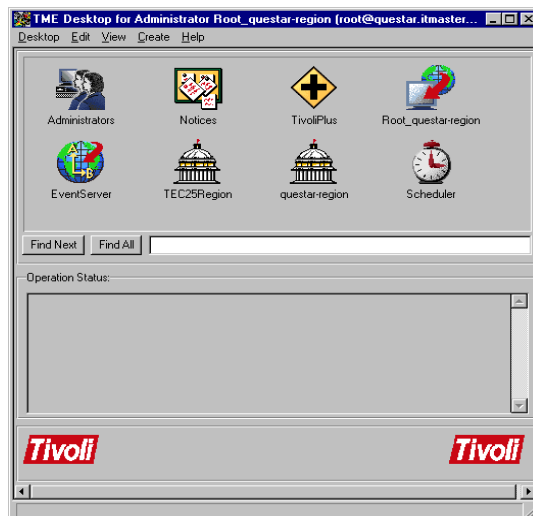 TME Desktop for Administrator Root_questar-region (root@questar.itmaster...
Desktop Edit View Create Help
Administrators Notices TivoliPlus Root_questar-region
EventServer TEC25Region questar-region Scheduler
Find Next Find All
Operation Status:
Tivoli Tivoli